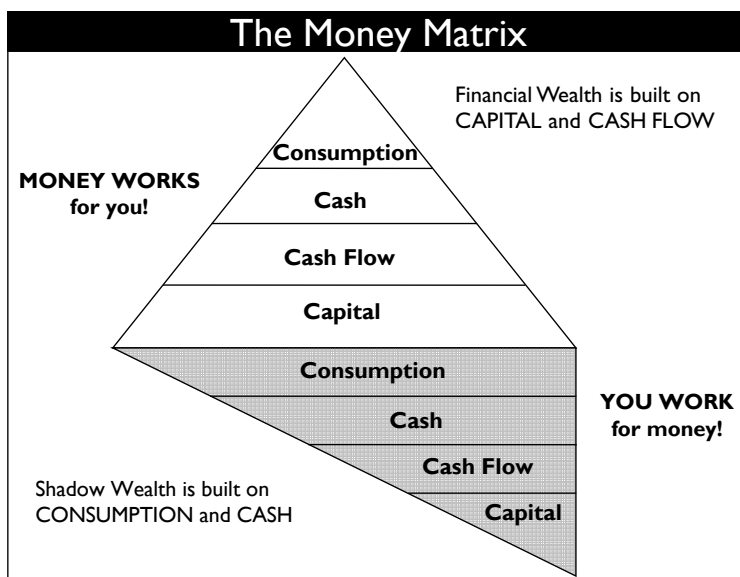 The Money Matrix
Financial Wealth is built on
CAPITAL and CASH FLOW
Consumption
MONEY WORKS
for you!
Cash
Cash Flow
Capital
Consumption
YOU WORK
for money!
Cash
Cash Flow
Shadow Wealth is built on
CONSUMPTION and CASH
Capital